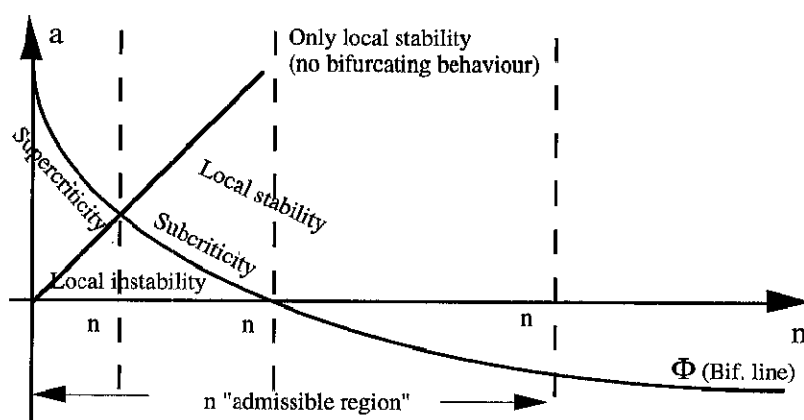 a
Only local stability
(no bifurcating behaviour)
Supercriticity
Local stability
Subcriticity
Local instability
n
n
n
n
Φ (Bif. line)
n "admissible region"